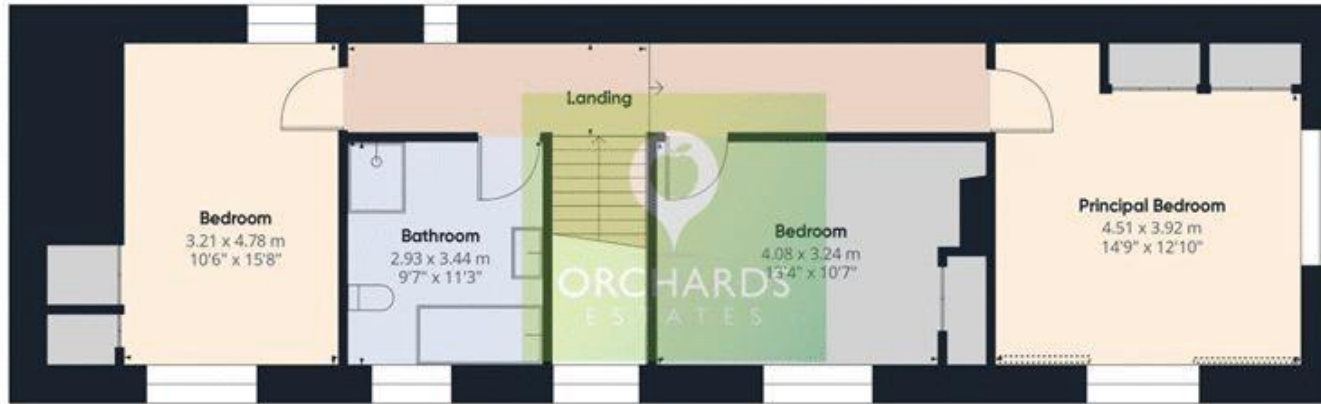 Landing
Bedroom
3.21 x 4.78 m
10'6" x 15'8"
Bathroom
2.93 x 3.44 m
9'7" x 11'3"
Bedroom
4.08 x 3.24 m
13'4" x 10'7"
Principal Bedroom
4.51 x 3.92 m
14'9" x 12'10"
ORCHARDS
ESTATES